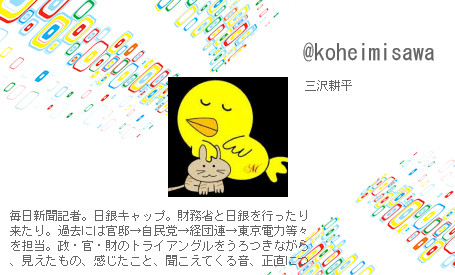 @koheimisawa
三沢耕平
M
毎日新聞記者。日銀キャップ。財務省と日銀を行ったり
来たり。過去には官邸→自民党→経団連→東京電力等々
を担当。政・官・財のトライアングルをうろつきながら
、見えたもの、感じたこと、聞こえてくる音、正直につ